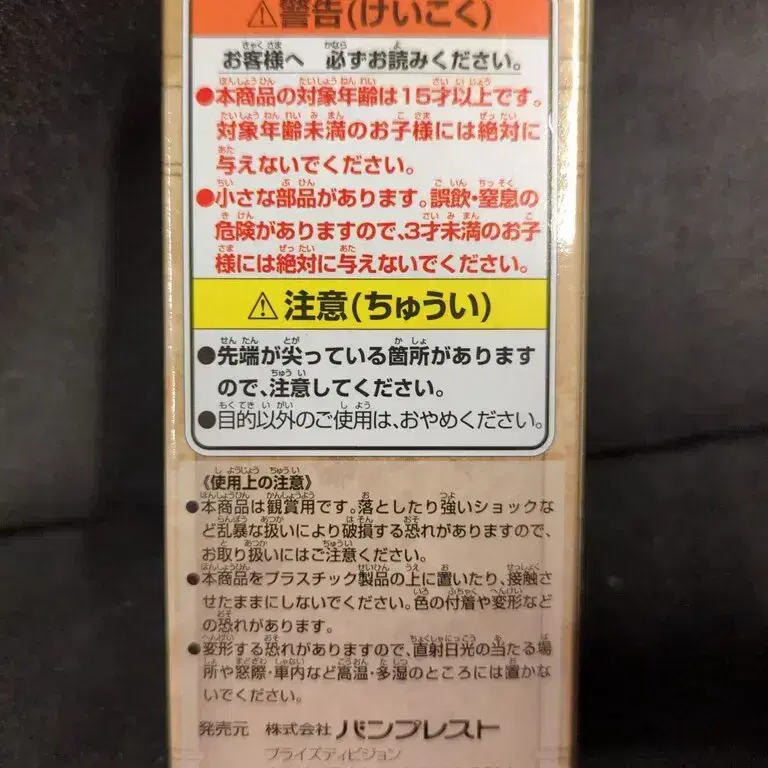 ⚠警告(けいこく)
お客様へ 必ずお読みください。
●本商品の対象年齢は15才以上です。
対象年齢未満のお子様には絶対に
与えないでください。
●小さな部品があります。誤飲・窒息の
危険がありますので、3才未満のお子
様には絶対に与えないでください。
⚠注意(ちゅうい)
●先端が尖っている箇所があります
ので、注意してください。
●目的以外のご使用は、おやめください。
《使用上の注意》
●本商品は観賞用です。落としたり強いショックな
ど乱暴な扱いにより破損する恐れがありますので、
お取り扱いにはご注意ください。
●本商品をプラスチック製品の上に置いたり、接触さ
せたままにしないでください。色の付着や変形など
の恐れがあります。
●変形する恐れがありますので、直射日光の当たる場
所や窓際・車内など高温・多湿のところには置かな
いでください。
発売元 株式会社 バンプレスト
プライズディビジョン